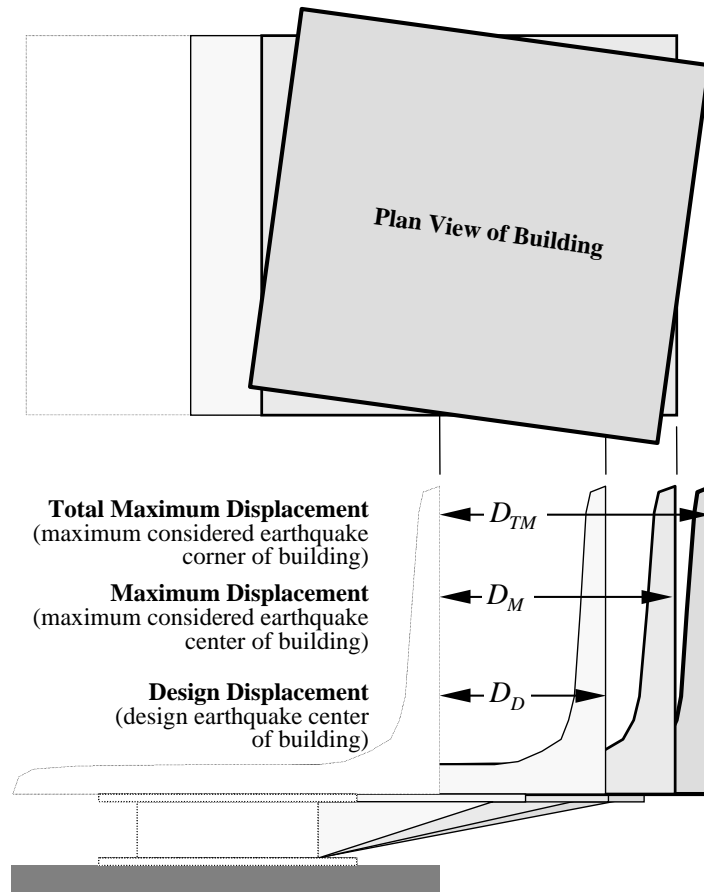 Plan View of Building
Total Maximum Displacement
(maximum considered earthquake
corner of building)
D_TM
Maximum Displacement
(maximum considered earthquake
center of building)
D_M
Design Displacement
(design earthquake center
of building)
D_D